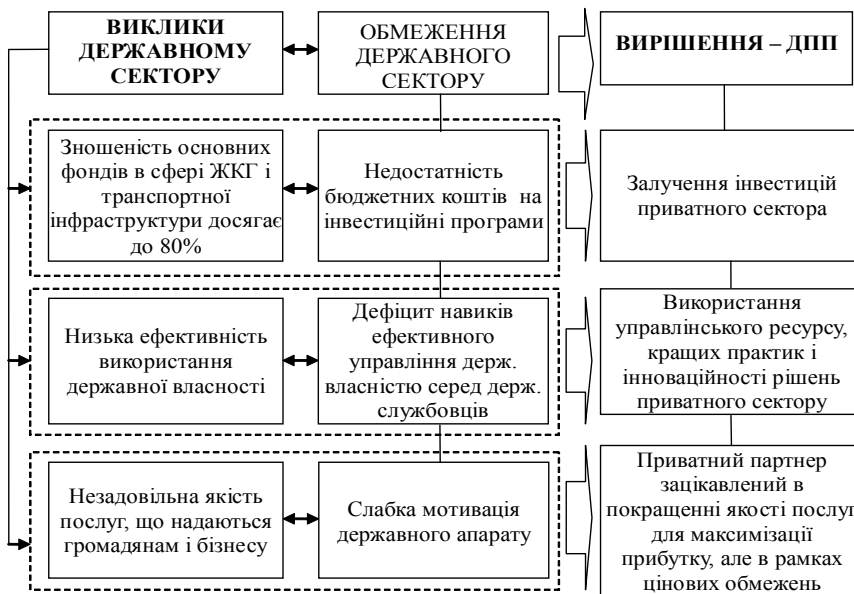 ВИКЛИКИ
ДЕРЖАВНОМУ
СЕКТОРУ
ОБМЕЖЕННЯ
ДЕРЖАВНОГО
СЕКТОРУ
ВИРІШЕННЯ – ДПП
Зношеність основних
фондів в сфері ЖКГ і
транспортної
інфраструктури досягає
до 80%
Недостатність
бюджетних коштів на
інвестиційні програми
Залучення інвестицій
приватного сектора
Низька ефективність
використання
державної власності
Дефіцит навиків
ефективного
управління держ.
власністю серед держ.
службовців
Використання
управлінського ресурсу,
кращих практик і
інноваційності рішень
приватного сектору
Незадовільна якість
послуг, що надаються
громадянам і бізнесу
Слабка мотивація
державного апарату
Приватний партнер
зацікавлений в
покращенні якості послуг
для максимізації
прибутку, але в рамках
цінових обмежень